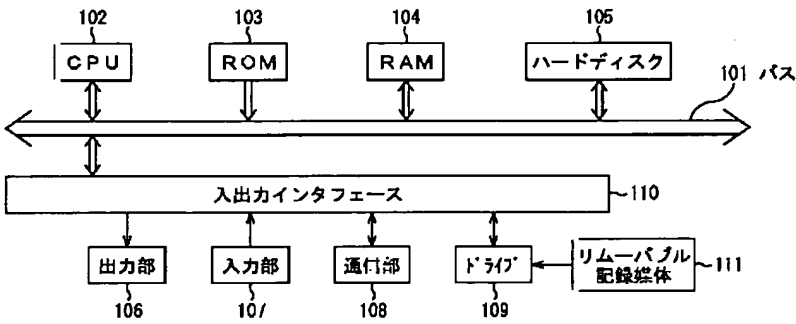 102
103
104
105
CPU
ROM
RAM
ハードディスク
101 バス
入出力インタフェース
110
出力部
入力部
通付部
ドライブ
リムーバブル
記録媒体
111
106
107
108
109